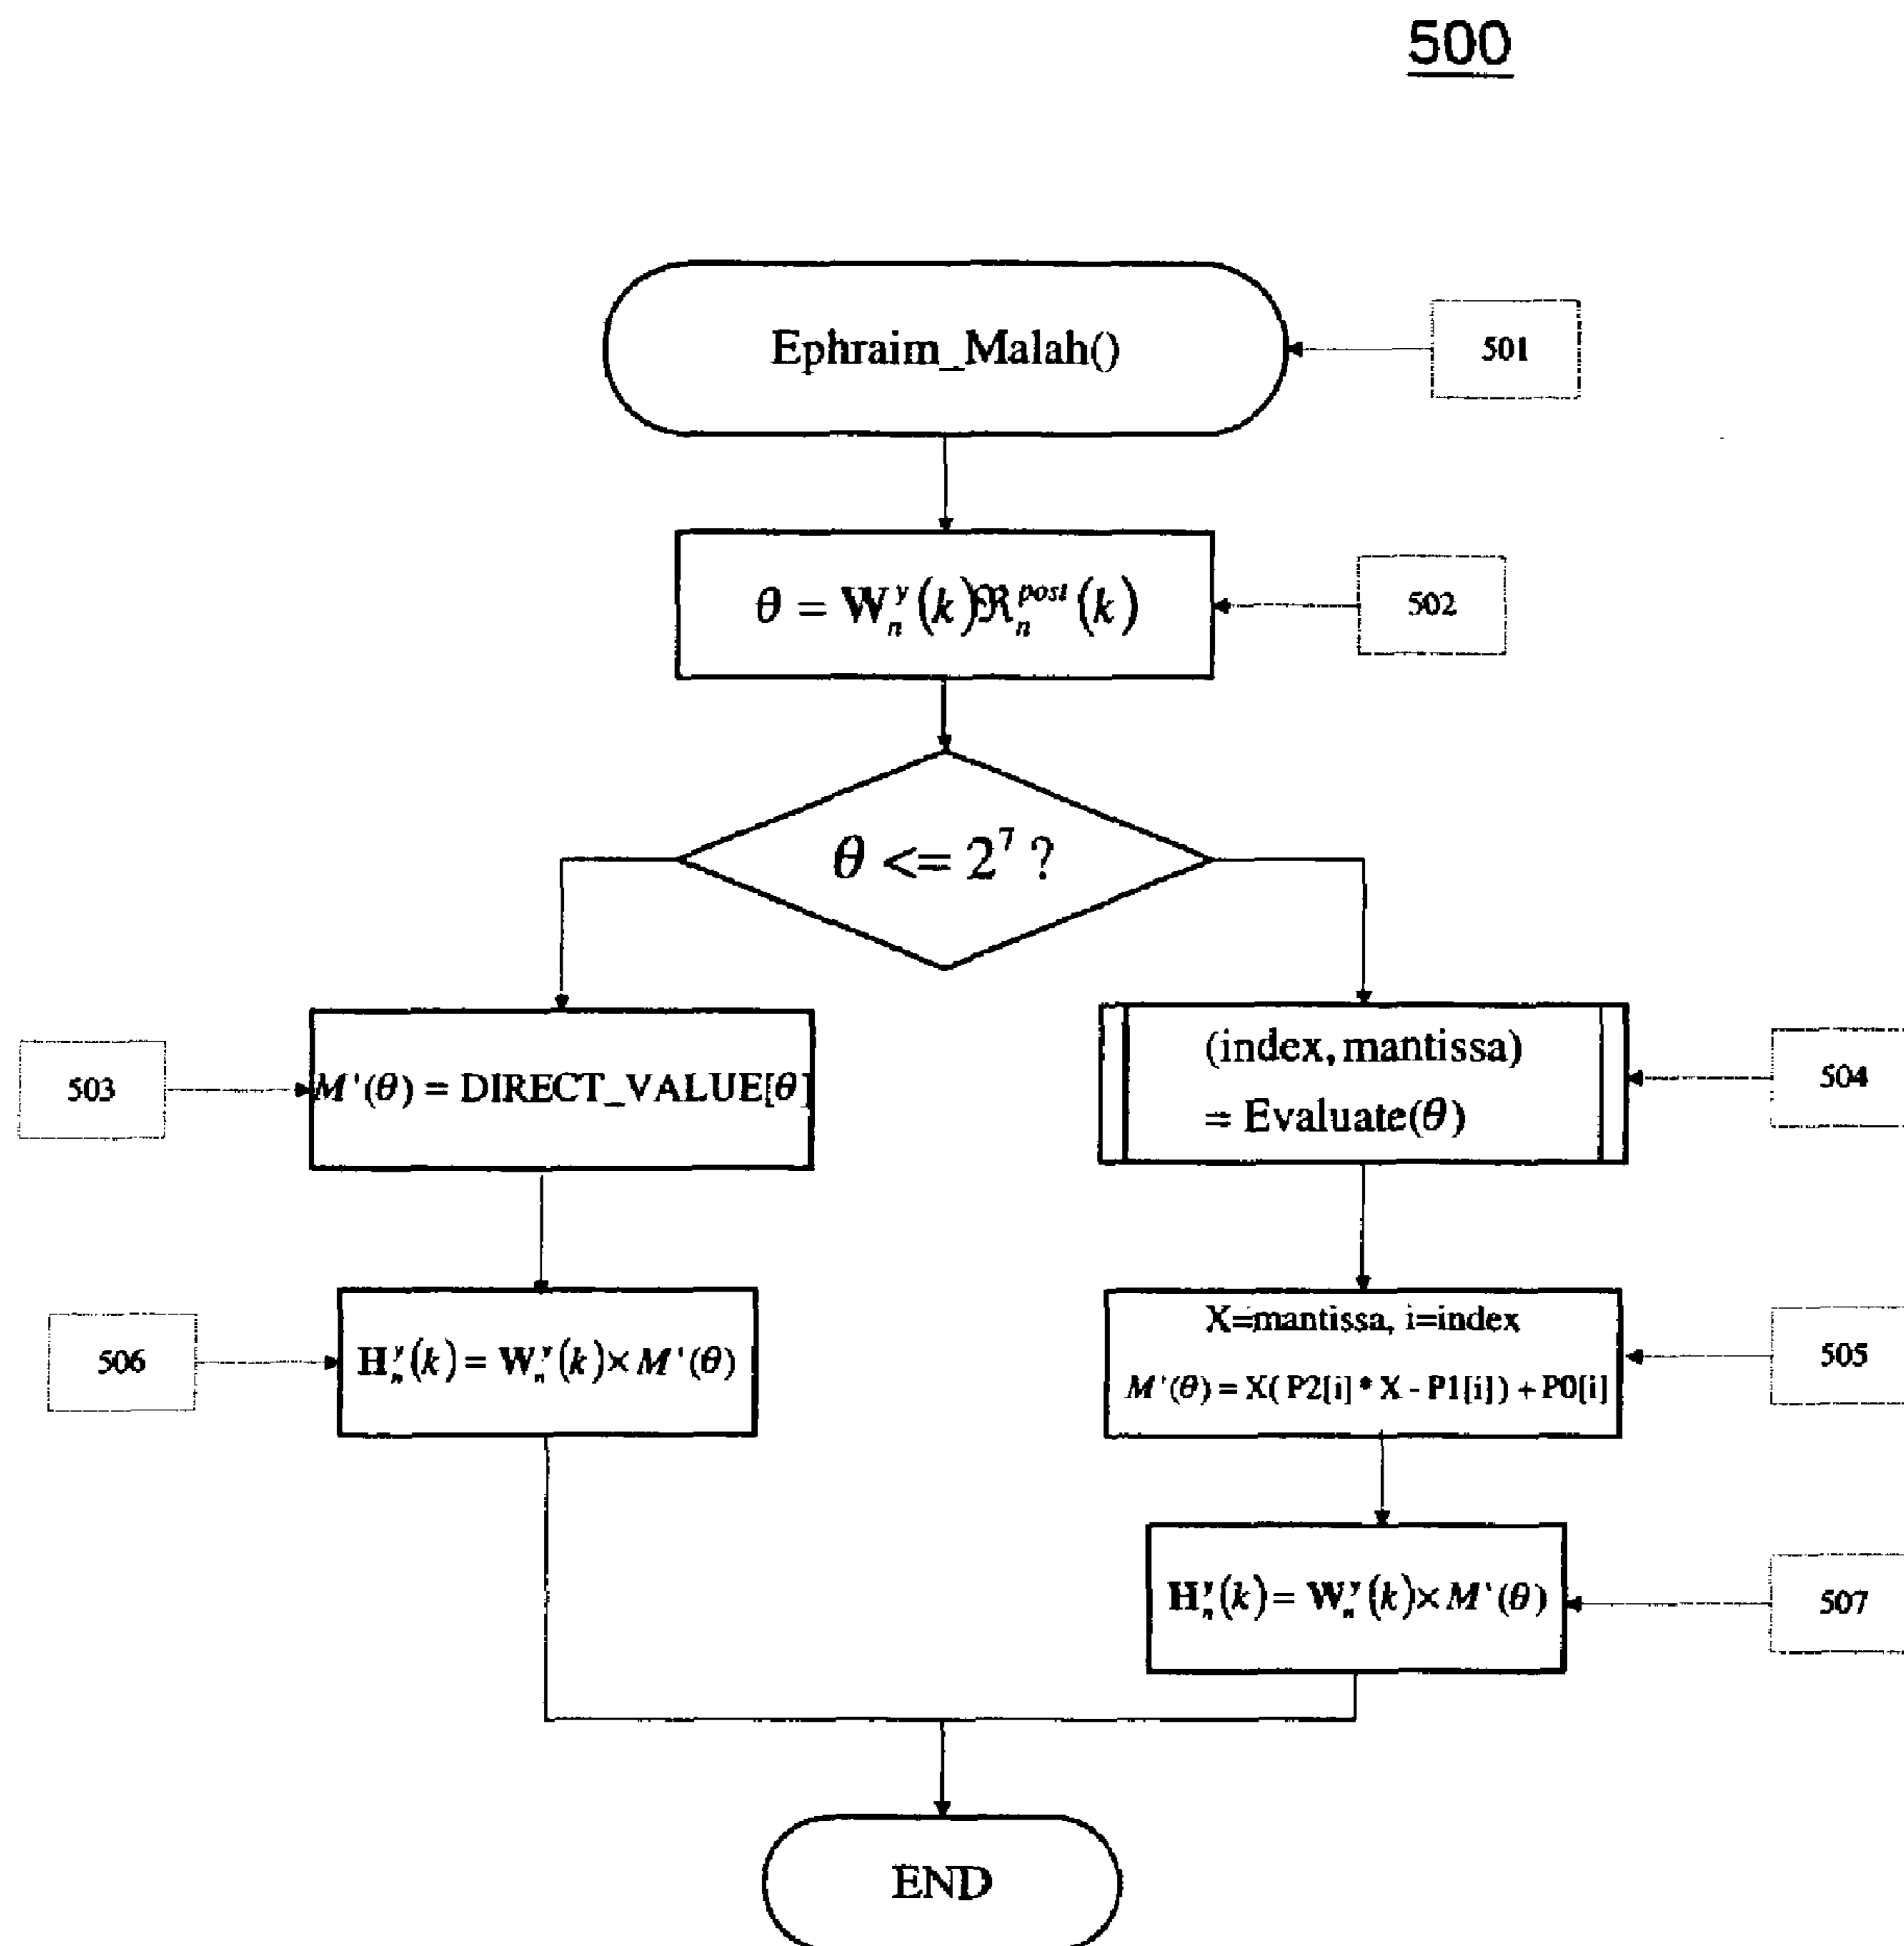 500
Ephraim_Malah()
501
θ = W_n^y(k)ℜ_n^post(k)
502
θ <= 2^7 ?
503
M'(θ) = DIRECT_VALUE[θ]
(index, mantissa)
= Evaluate(θ)
504
506
H_n^y(k) = W_n^y(k) × M'(θ)
X=mantissa, i=index
M'(θ) = X( P2[i] * X - P1[i]) + P0[i]
505
H_n^y(k) = W_n^y(k) × M'(θ)
507
END